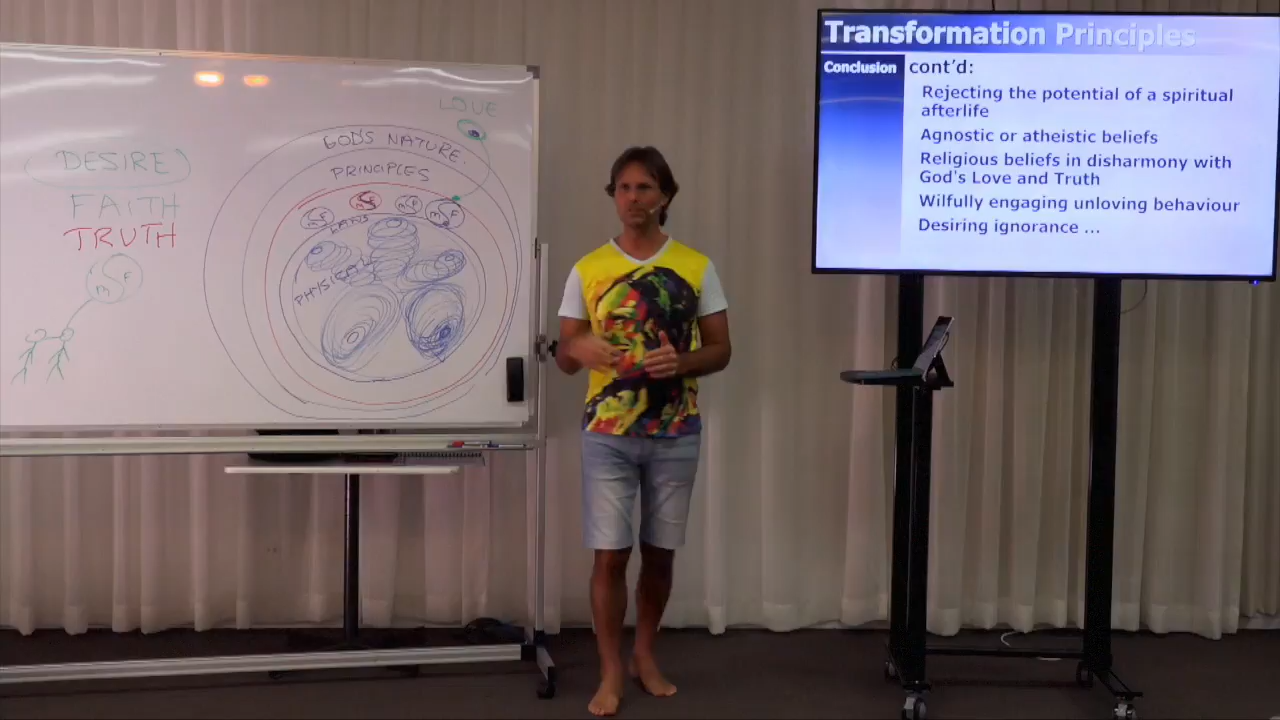 LOVE
GOD'S NATURE.
PRINCIPLES
LAWS
PHYSICAL
DESIRE
FAITH
TRUTH
m S F
m S F
m S F
m S F
m S F
Transformation Principles
Conclusion
cont'd:
Rejecting the potential of a spiritual
afterlife
Agnostic or atheistic beliefs
Religious beliefs in disharmony with
God's Love and Truth
Wilfully engaging unloving behaviour
Desiring ignorance ...